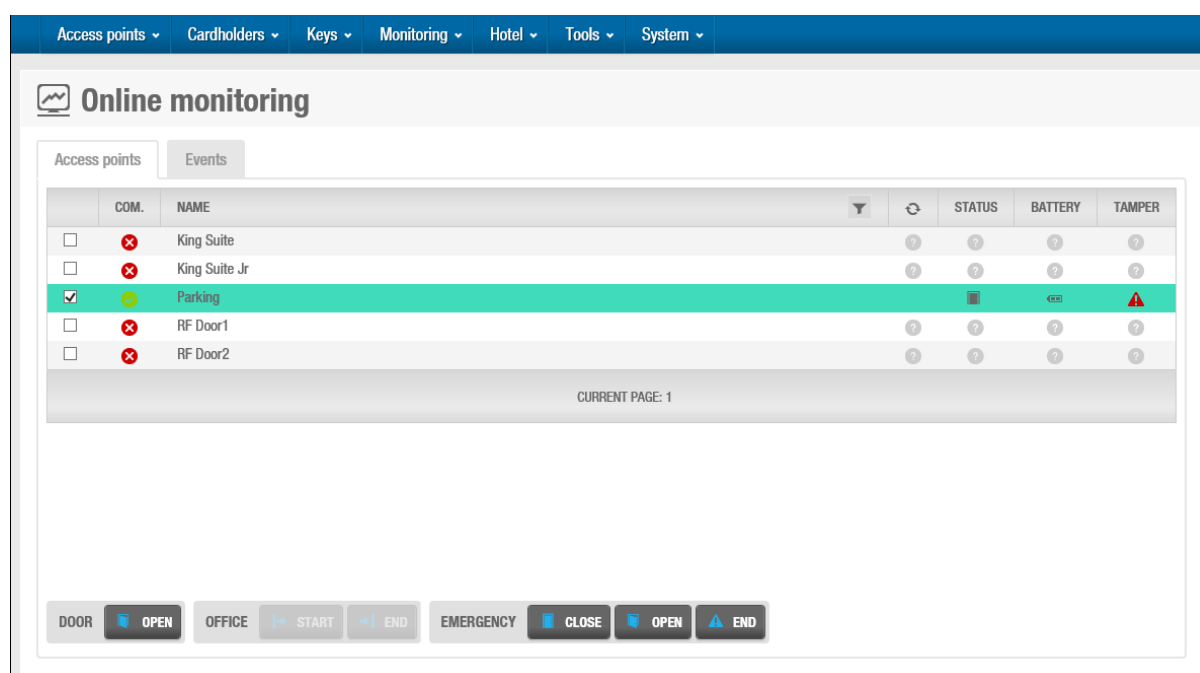 Access points Cardholders Keys Monitoring Hotel Tools System
Online monitoring
Access points Events
COM. NAME STATUS BATTERY TAMPER
King Suite
King Suite Jr
Parking
RF Door1
RF Door2
CURRENT PAGE: 1
DOOR OPEN OFFICE START END EMERGENCY CLOSE OPEN END